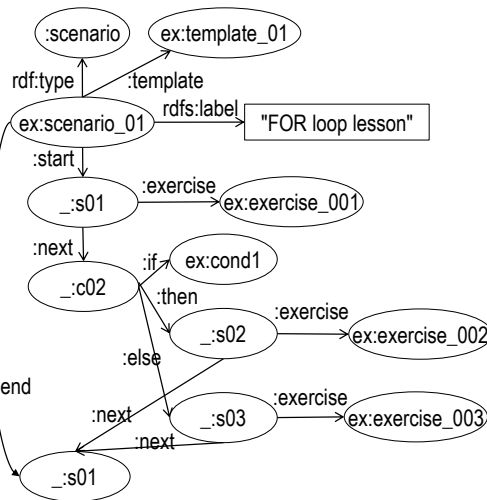 :scenario
ex:template_01
rdf:type
:template
ex:scenario_01
rdfs:label
"FOR loop lesson"
:start
_:s01
:exercise
ex:exercise_001
:next
_:c02
:if
ex:cond1
:then
_:s02
:exercise
ex:exercise_002
:else
end
:next
_:s03
:exercise
ex:exercise_003
:next
_:s01